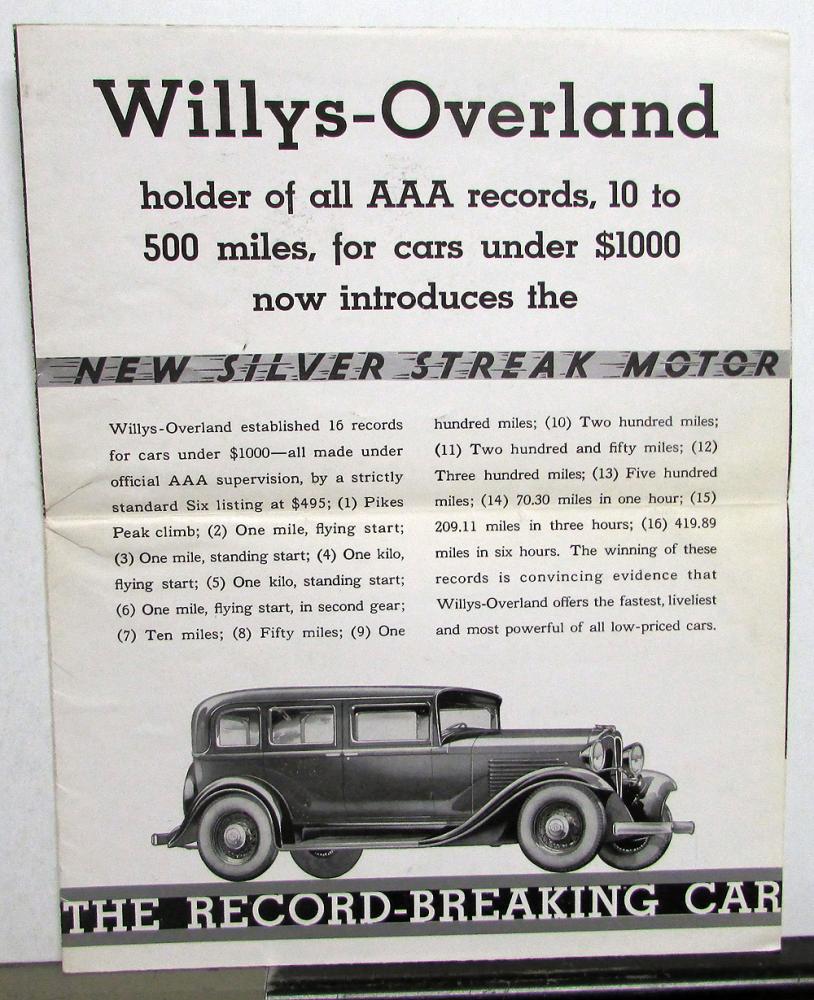 Willys-Overland
holder of all AAA records, 10 to
500 miles, for cars under $1000
now introduces the
NEW SILVER STREAK MOTOR
Willys-Overland established 16 records
for cars under $1000—all made under
official AAA supervision, by a strictly
standard Six listing at $495; (1) Pikes
Peak climb; (2) One mile, flying start;
(3) One mile, standing start; (4) One kilo,
flying start; (5) One kilo, standing start;
(6) One mile, flying start, in second gear;
(7) Ten miles; (8) Fifty miles; (9) One
hundred miles; (10) Two hundred miles;
(11) Two hundred and fifty miles; (12)
Three hundred miles; (13) Five hundred
miles; (14) 70.30 miles in one hour; (15)
209.11 miles in three hours; (16) 419.89
miles in six hours. The winning of these
records is convincing evidence that
Willys-Overland offers the fastest, liveliest
and most powerful of all low-priced cars.
THE RECORD-BREAKING CAR